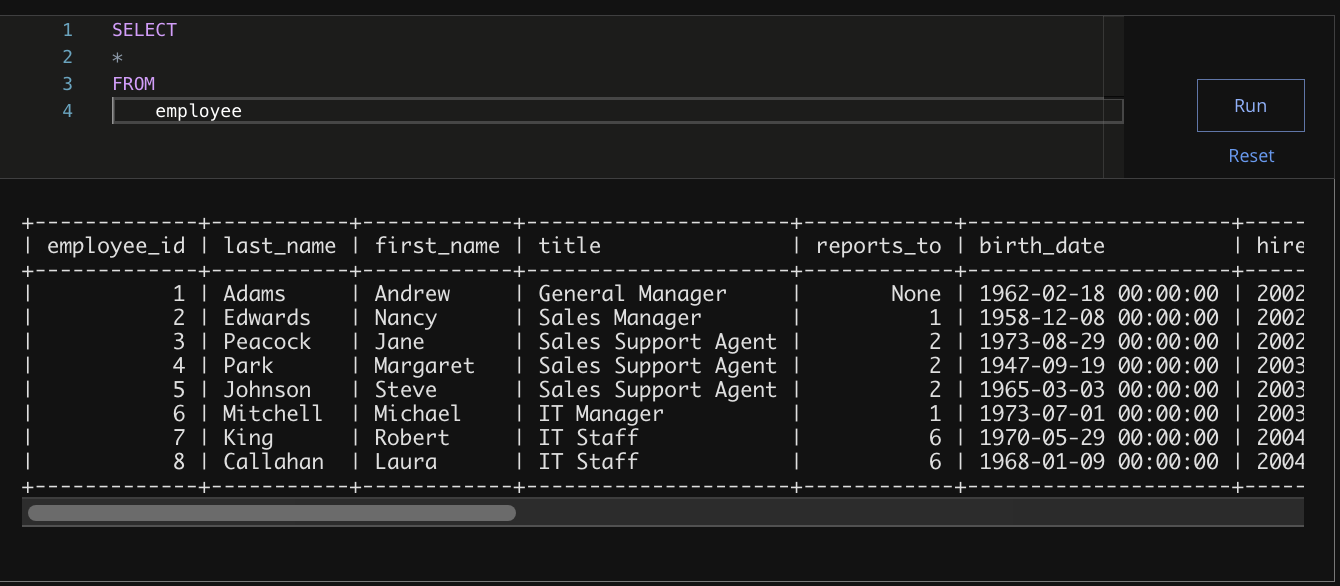 1 SELECT
2 *
3 FROM
4 employee
Run
Reset
+-------------+-----------+------------+---------------------+------------+---------------------+-----
| employee_id | last_name | first_name | title | reports_to | birth_date | hire
+-------------+-----------+------------+---------------------+------------+---------------------+-----
| 1 | Adams | Andrew | General Manager | None | 1962-02-18 00:00:00 | 2002
| 2 | Edwards | Nancy | Sales Manager | 1 | 1958-12-08 00:00:00 | 2002
| 3 | Peacock | Jane | Sales Support Agent | 2 | 1973-08-29 00:00:00 | 2002
| 4 | Park | Margaret | Sales Support Agent | 2 | 1947-09-19 00:00:00 | 2003
| 5 | Johnson | Steve | Sales Support Agent | 2 | 1965-03-03 00:00:00 | 2003
| 6 | Mitchell | Michael | IT Manager | 1 | 1973-07-01 00:00:00 | 2003
| 7 | King | Robert | IT Staff | 6 | 1970-05-29 00:00:00 | 2004
| 8 | Callahan | Laura | IT Staff | 6 | 1968-01-09 00:00:00 | 2004
+-------------+-----------+------------+---------------------+------------+---------------------+-----